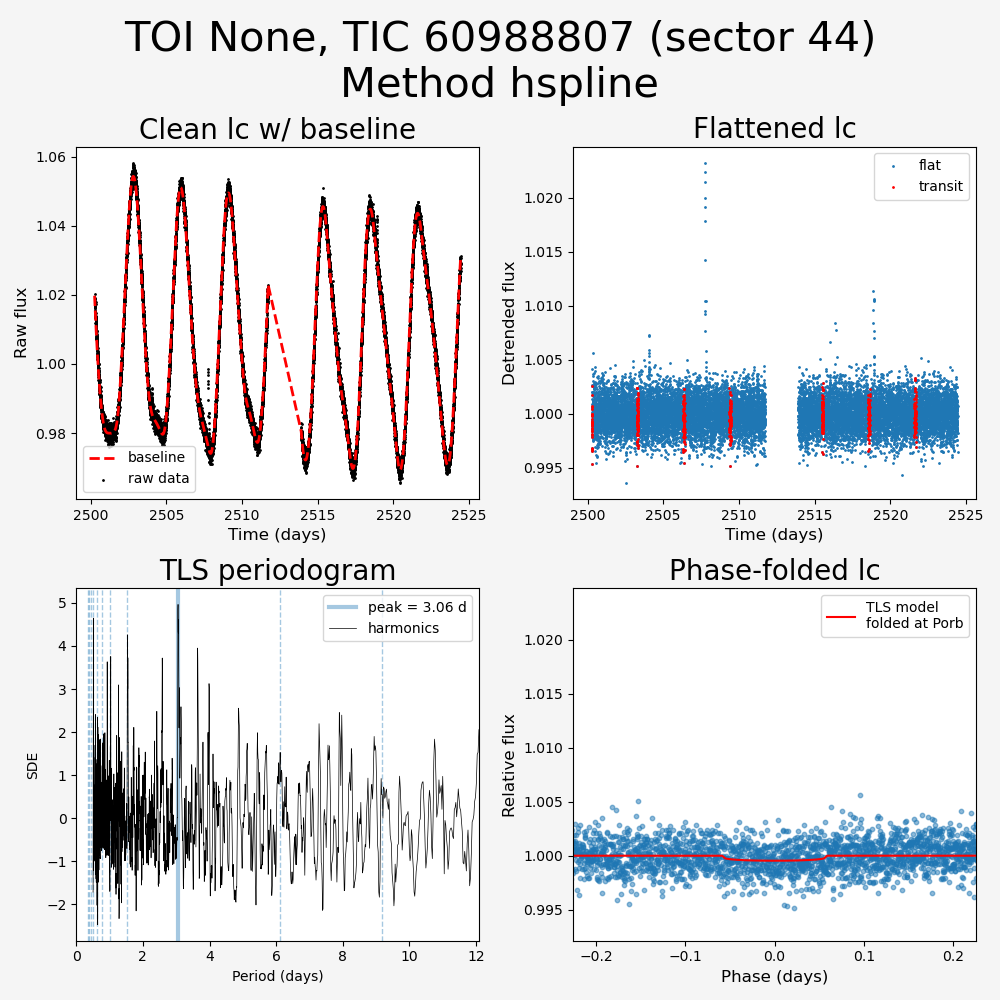 TOI None, TIC 60988807 (sector 44)
Method hspline
Clean lc w/ baseline
Raw flux
1.06
1.04
1.02
1.00
0.98
baseline
raw data
2500
2505
2510
2515
2520
2525
Time (days)
Flattened lc
Detrended flux
1.020
1.015
1.010
1.005
1.000
0.995
flat
transit
2500
2505
2510
2515
2520
2525
Time (days)
TLS periodogram
SDE
5
4
3
2
1
0
−1
−2
peak = 3.06 d
harmonics
0
2
4
6
8
10
12
Period (days)
Phase-folded lc
Relative flux
1.020
1.015
1.010
1.005
1.000
0.995
TLS model
folded at Porb
−0.2
−0.1
0.0
0.1
0.2
Phase (days)